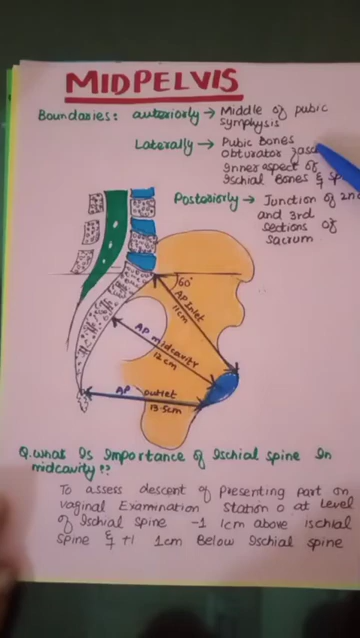 MIDPELVIS
Boundaries: anteriorly → Middle of pubic
symphysis
Laterally → Pubic Bones
obturator
Inner aspect of
Ischial Bones &
Posteriorly → Junction of 2nd
and 3rd
sections of
sacrum
60°
AP Inlet
11cm
AP midcavity
12cm
AP outlet
13.5cm
Q. What Is Importance of Ischial spine In
midcavity??
To assess descent of Presenting part on
vaginal Examination Station 0 at Level
of Ischial Spine -1 1cm above ischial
spine & +1 1cm Below Ischial spine